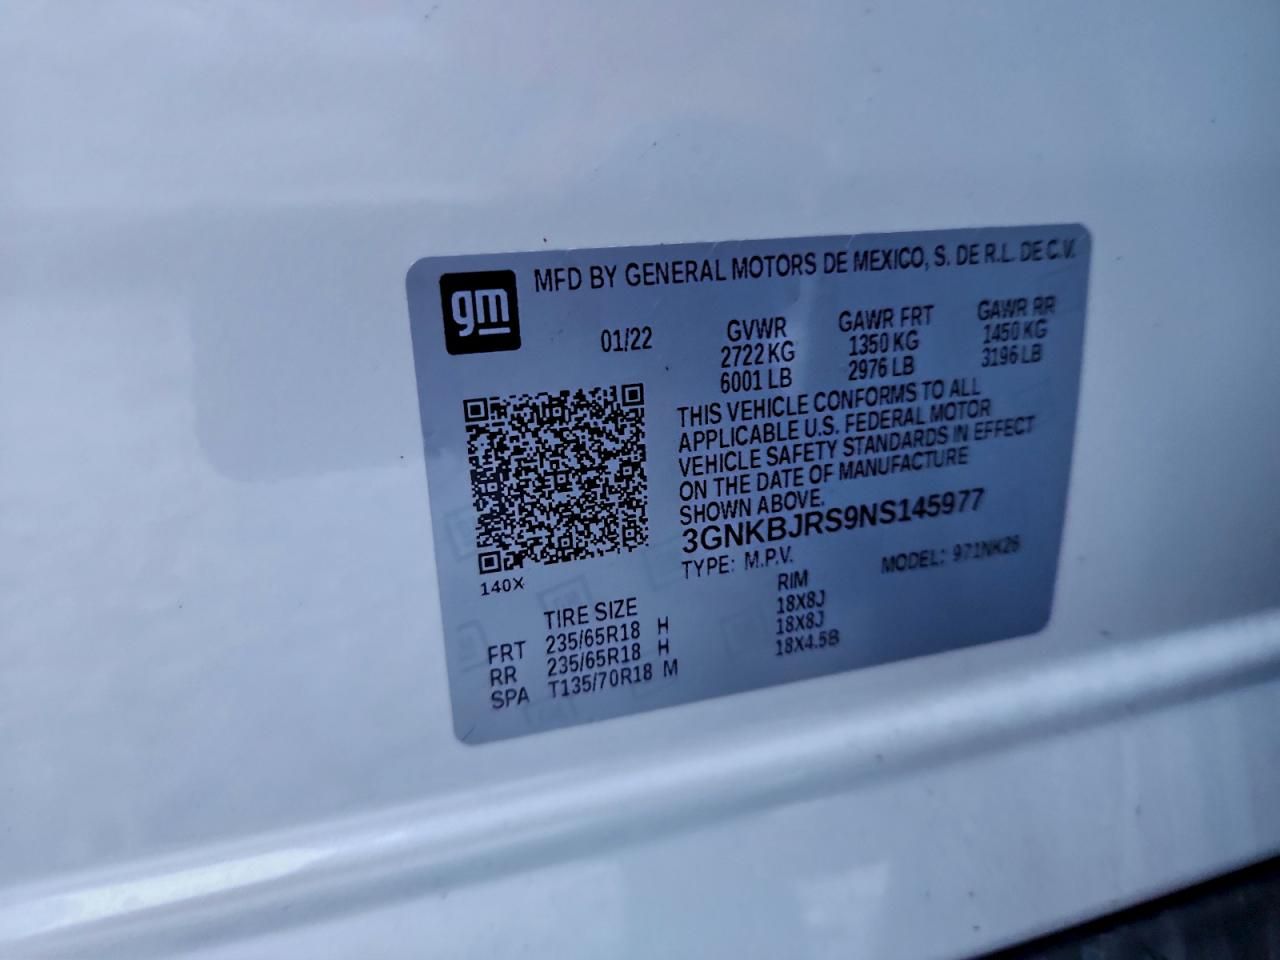 gm
MFD BY GENERAL MOTORS DE MEXICO, S. DE R.L. DE C.V.
01/22 GVWR GAWR FRT GAWR RR
2722 KG 1350 KG 1450 KG
6001 LB 2976 LB 3196 LB
THIS VEHICLE CONFORMS TO ALL
APPLICABLE U.S. FEDERAL MOTOR
VEHICLE SAFETY STANDARDS IN EFFECT
ON THE DATE OF MANUFACTURE
SHOWN ABOVE.
3GNKBJRS9NS145977
TYPE: M.P.V. MODEL: 971NK26
140X
TIRE SIZE RIM
FRT 235/65R18 H 18X8J
RR 235/65R18 H 18X8J
SPA T135/70R18 M 18X4.5B